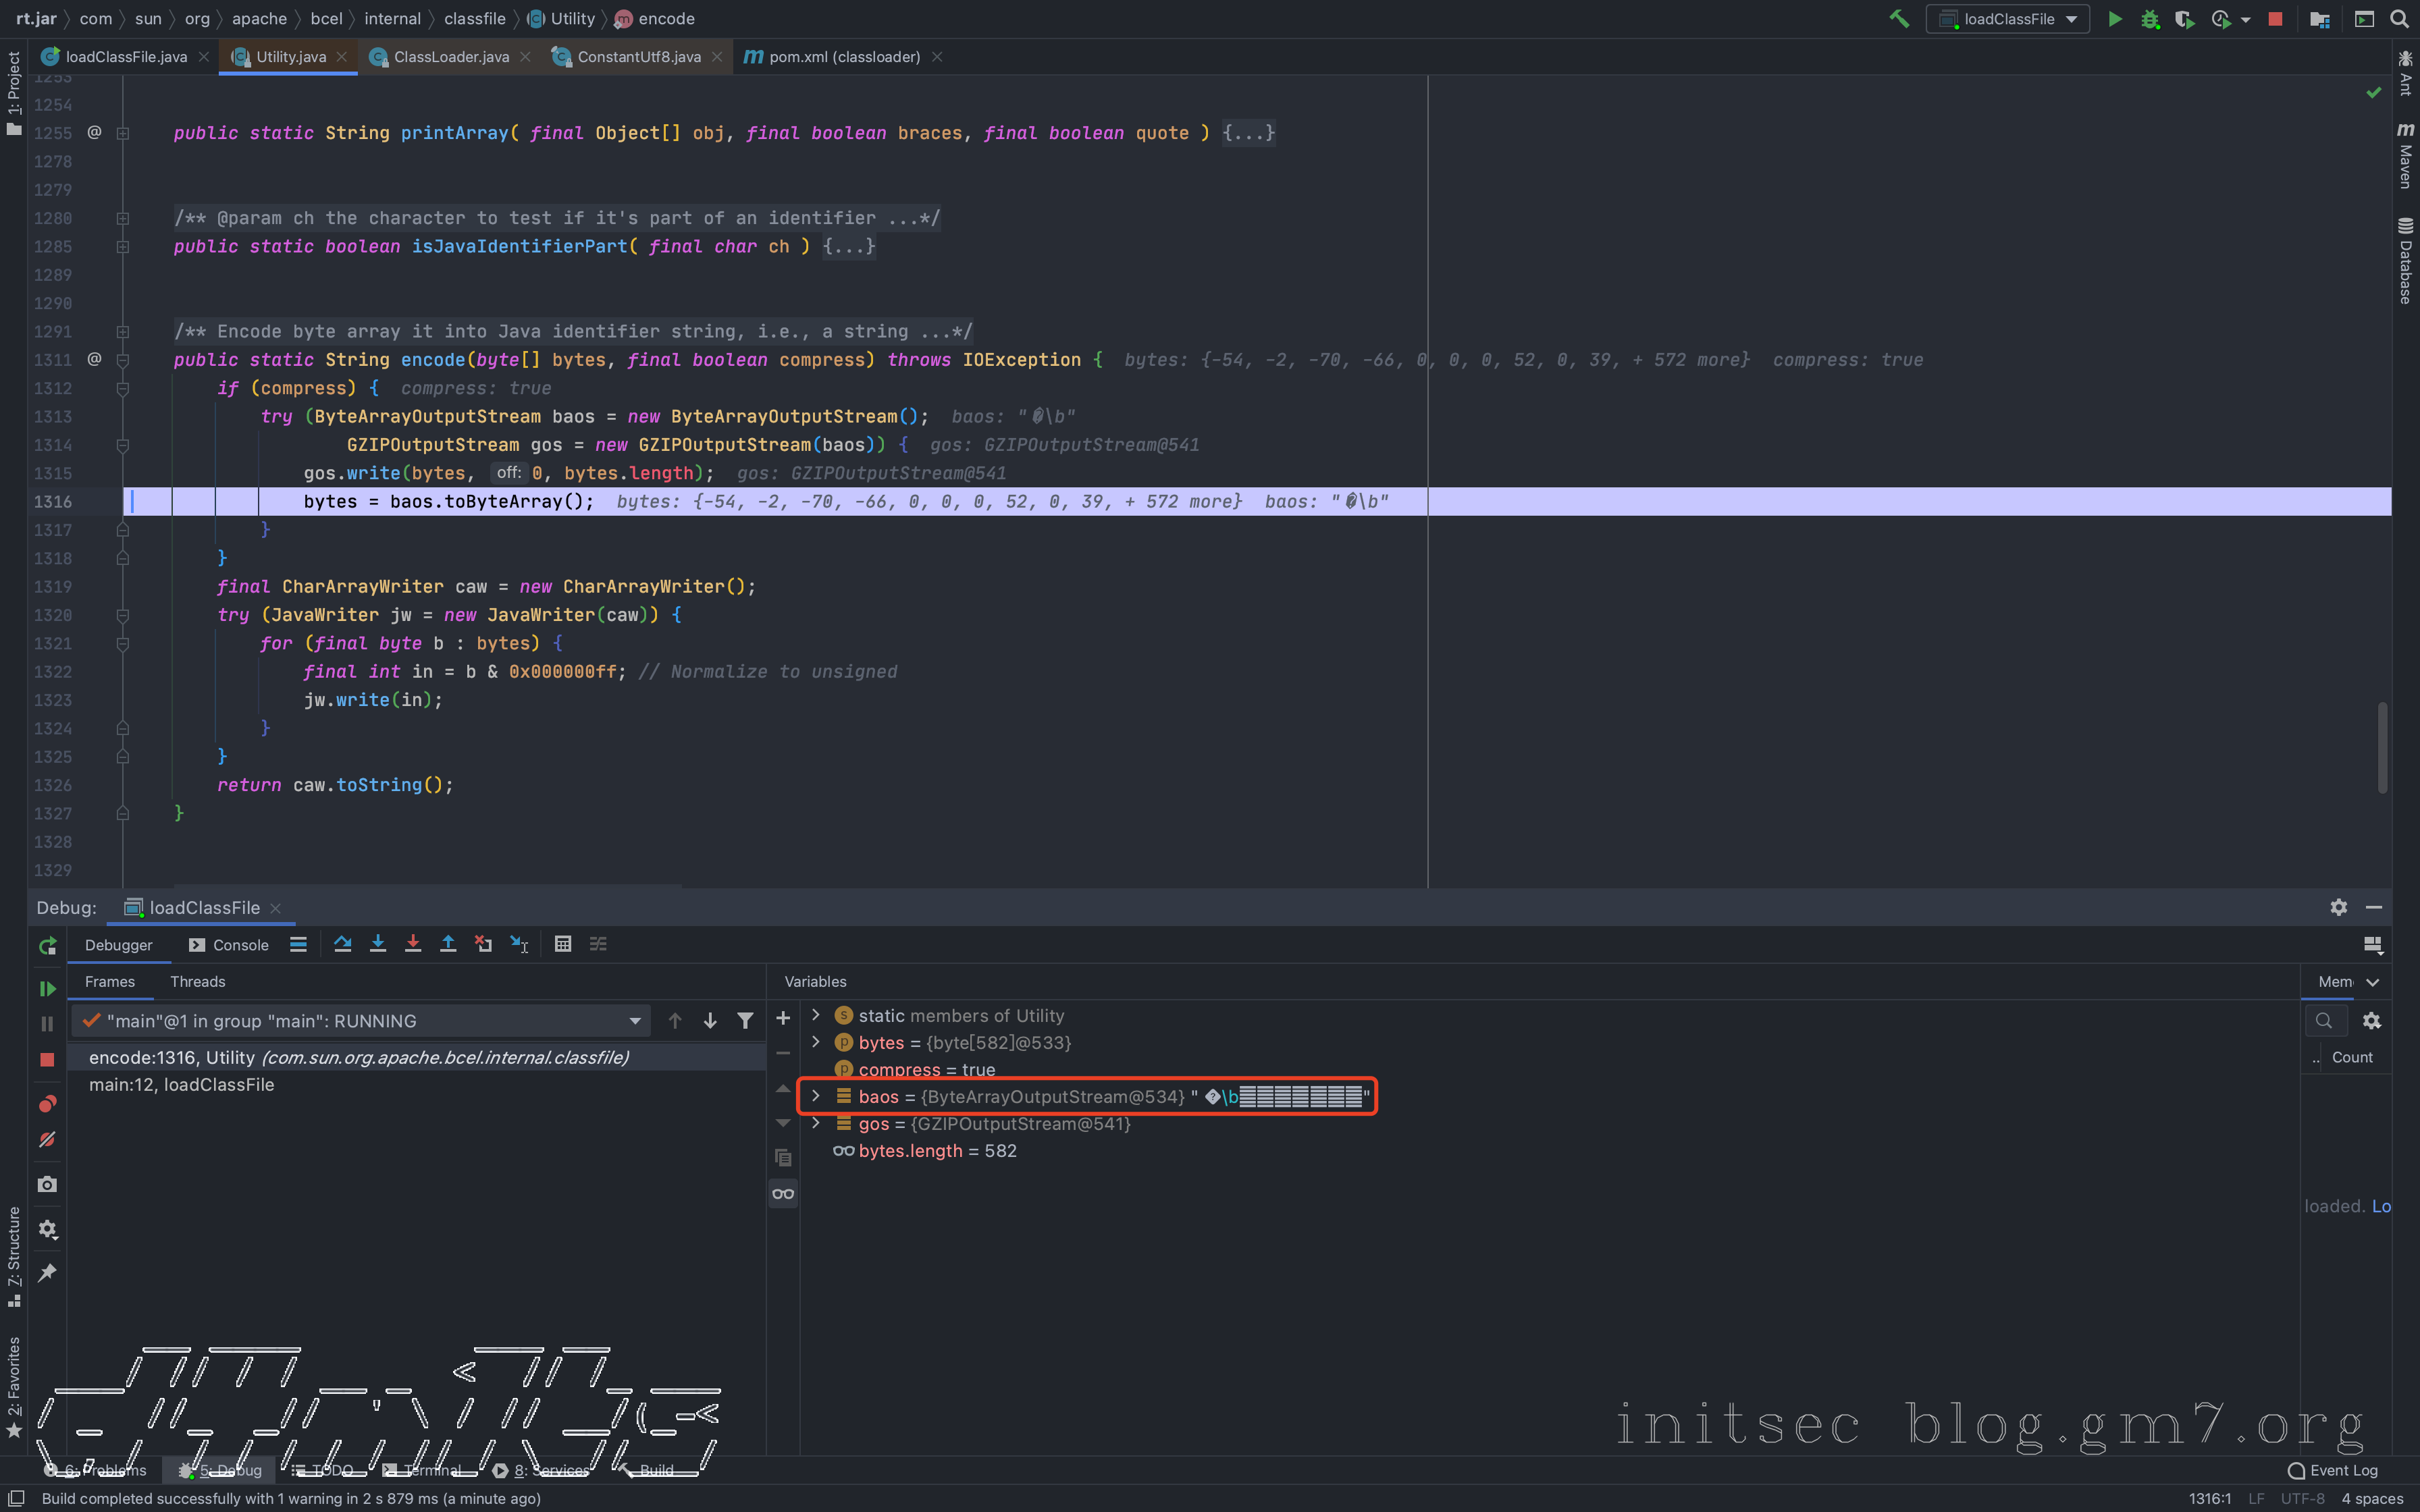 rt.jar com sun org apache bcel internal classfile Utility encode loadClassFile
loadClassFile.java Utility.java ClassLoader.java ConstantUtf8.java pom.xml (classloader)
1: Project
Ant
Maven
Database
1253
1254
1255 @ public static String printArray( final Object[] obj, final boolean braces, final boolean quote ) {...}
1278
1279
1280 /** @param ch the character to test if it's part of an identifier ...*/
1285 public static boolean isJavaIdentifierPart( final char ch ) {...}
1289
1290
1291 /** Encode byte array it into Java identifier string, i.e., a string ...*/
1311 @ public static String encode(byte[] bytes, final boolean compress) throws IOException { bytes: {-54, -2, -70, -66, 0, 0, 0, 52, 0, 39, + 572 more} compress: true
1312 if (compress) { compress: true
1313 try (ByteArrayOutputStream baos = new ByteArrayOutputStream(); baos: "�\b"
1314 GZIPOutputStream gos = new GZIPOutputStream(baos)) { gos: GZIPOutputStream@541
1315 gos.write(bytes, off: 0, bytes.length); gos: GZIPOutputStream@541
1316 bytes = baos.toByteArray(); bytes: {-54, -2, -70, -66, 0, 0, 0, 52, 0, 39, + 572 more} baos: "�\b"
1317 }
1318 }
1319 final CharArrayWriter caw = new CharArrayWriter();
1320 try (JavaWriter jw = new JavaWriter(caw)) {
1321 for (final byte b : bytes) {
1322 final int in = b & 0x000000ff; // Normalize to unsigned
1323 jw.write(in);
1324 }
1325 }
1326 return caw.toString();
1327 }
1328
1329
Debug: loadClassFile
Debugger Console
Frames Threads
"main"@1 in group "main": RUNNING
encode:1316, Utility (com.sun.org.apache.bcel.internal.classfile)
main:12, loadClassFile
Variables
static members of Utility
bytes = {byte[582]@533}
compress = true
baos = {ByteArrayOutputStream@534} "�\b"
gos = {GZIPOutputStream@541}
bytes.length = 582
Mem
.. Count
loaded. Lo
7: Structure
2: Favorites
initsec blog.gm7.org
6: Problems 5: Debug TODO Terminal 8: Services Build Event Log
Build completed successfully with 1 warning in 2 s 879 ms (a minute ago) 1316:1 LF UTF-8 4 spaces